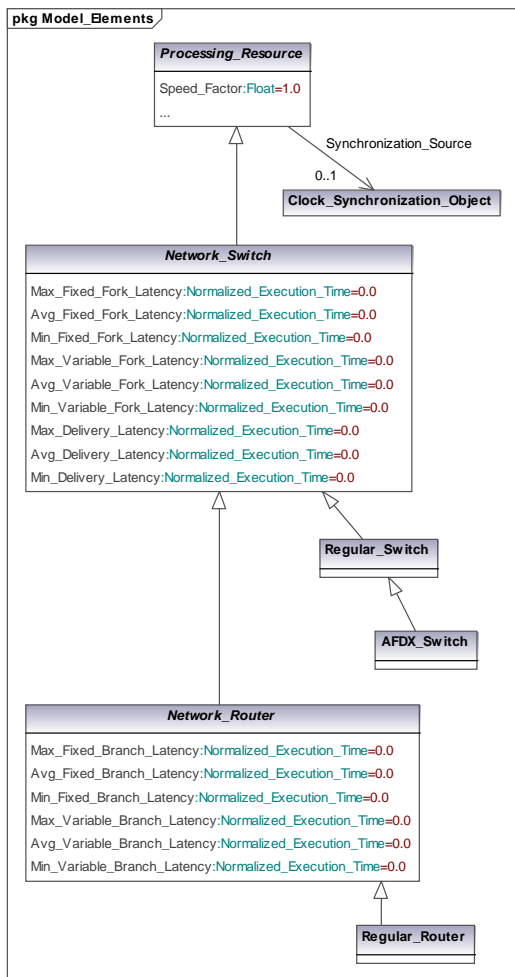 pkg Model_Elements
Processing_Resource
Speed_Factor:Float=1.0
...
Synchronization_Source
0..1
Clock_Synchronization_Object
Network_Switch
Max_Fixed_Fork_Latency:Normalized_Execution_Time=0.0
Avg_Fixed_Fork_Latency:Normalized_Execution_Time=0.0
Min_Fixed_Fork_Latency:Normalized_Execution_Time=0.0
Max_Variable_Fork_Latency:Normalized_Execution_Time=0.0
Avg_Variable_Fork_Latency:Normalized_Execution_Time=0.0
Min_Variable_Fork_Latency:Normalized_Execution_Time=0.0
Max_Delivery_Latency:Normalized_Execution_Time=0.0
Avg_Delivery_Latency:Normalized_Execution_Time=0.0
Min_Delivery_Latency:Normalized_Execution_Time=0.0
Regular_Switch
AFDX_Switch
Network_Router
Max_Fixed_Branch_Latency:Normalized_Execution_Time=0.0
Avg_Fixed_Branch_Latency:Normalized_Execution_Time=0.0
Min_Fixed_Branch_Latency:Normalized_Execution_Time=0.0
Max_Variable_Branch_Latency:Normalized_Execution_Time=0.0
Avg_Variable_Branch_Latency:Normalized_Execution_Time=0.0
Min_Variable_Branch_Latency:Normalized_Execution_Time=0.0
Regular_Router